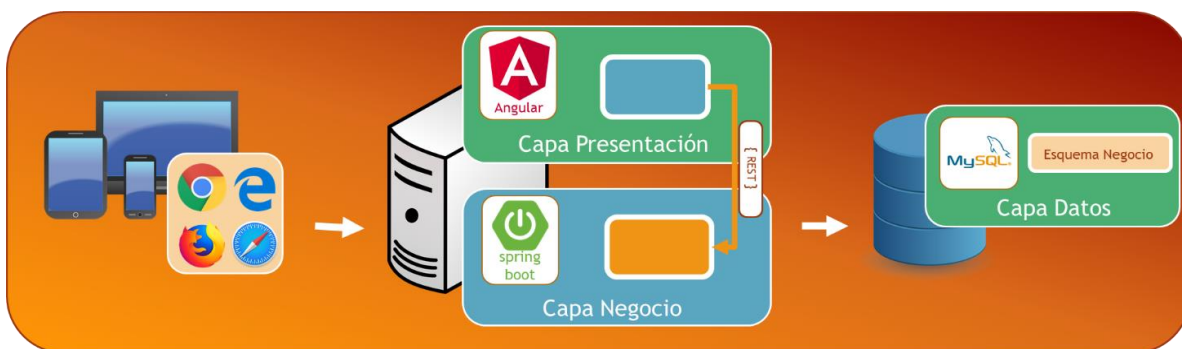 Angular
Capa Presentación
{ REST }
spring
boot
Capa Negocio
MySQL®
Esquema Negocio
Capa Datos